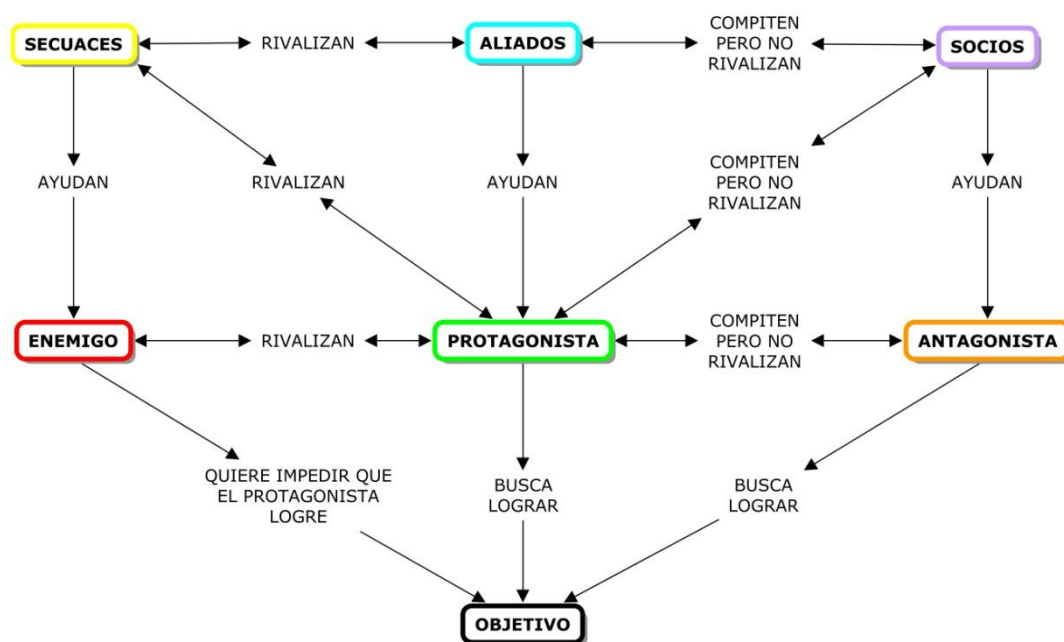 SECUACES
RIVALIZAN
ALIADOS
COMPITEN
PERO NO
RIVALIZAN
SOCIOS
AYUDAN
RIVALIZAN
AYUDAN
COMPITEN
PERO NO
RIVALIZAN
AYUDAN
ENEMIGO
RIVALIZAN
PROTAGONISTA
COMPITEN
PERO NO
RIVALIZAN
ANTAGONISTA
QUIERE IMPEDIR QUE
EL PROTAGONISTA
LOGRE
BUSCA
LOGRAR
BUSCA
LOGRAR
OBJETIVO